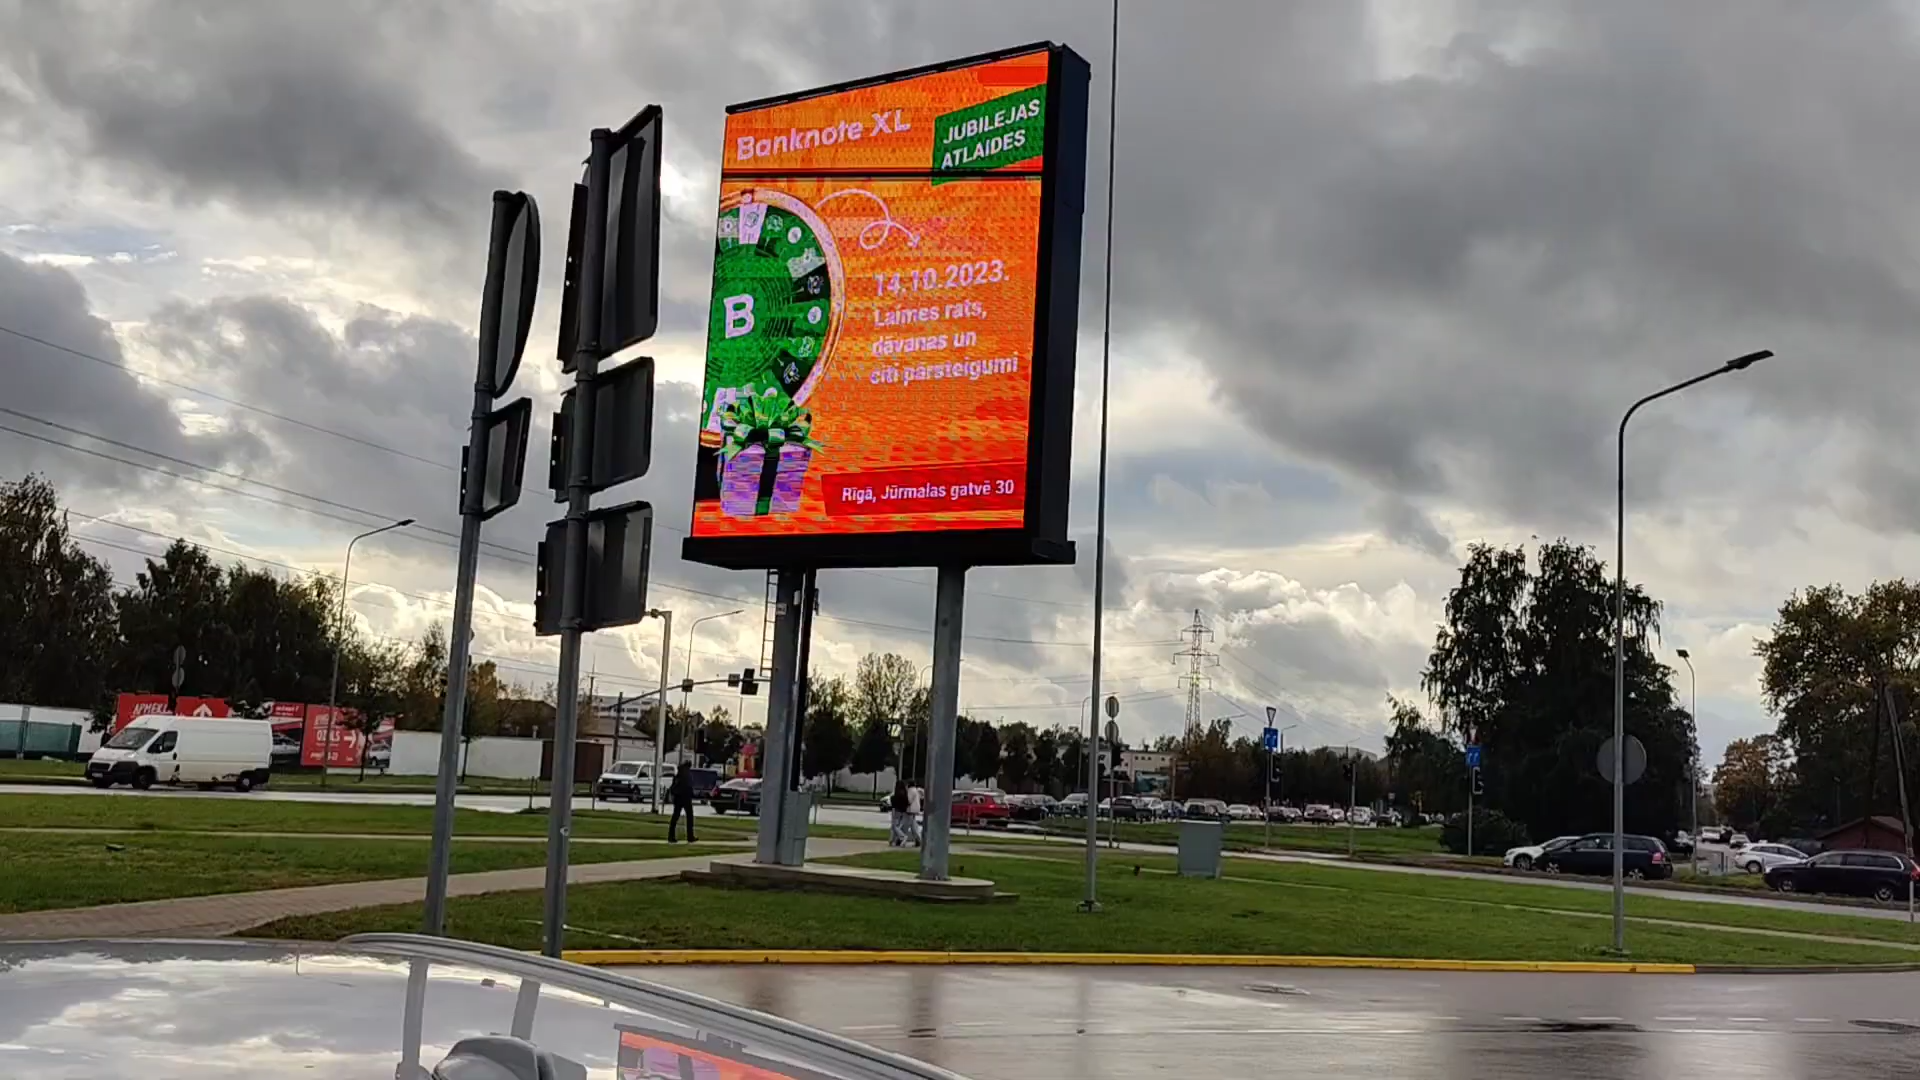 Banknote XL
JUBILEJAS
ATLAIDES
14.10.2023.
Laimes rats,
dāvanas un
citi pārsteigumi
B
Rīgā, Jūrmalas gatvē 30